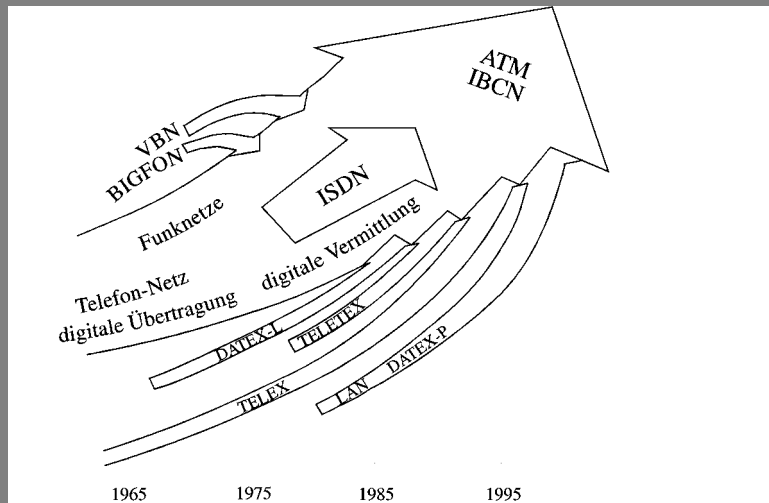 ATM
IBCN
VBN
BIGFON
ISDN
Funknetze
digitale Vermittlung
Telefon-Netz
digitale Übertragung
DATEX-L
TELETEX
DATEX-P
TELEX
LAN
1965
1975
1985
1995